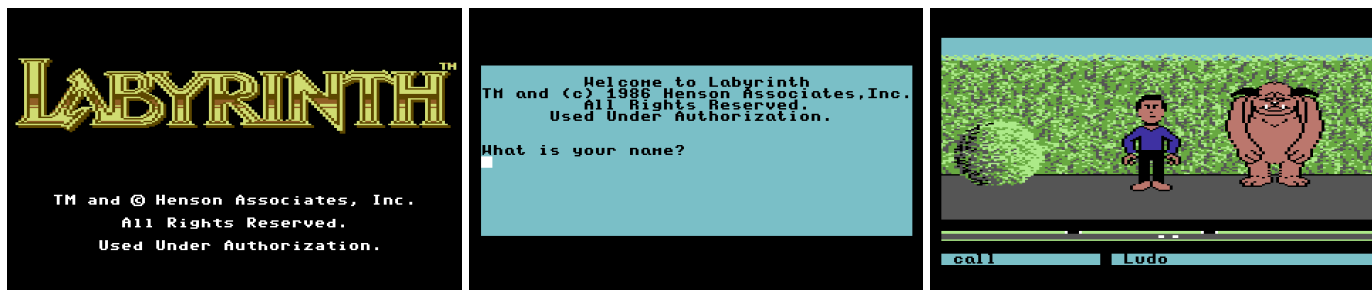 LABYRINTH™
TM and © Henson Associates, Inc.
All Rights Reserved.
Used Under Authorization.
Welcome to Labyrinth
TM and (c) 1986 Henson Associates,Inc.
All Rights Reserved.
Used Under Authorization.
What is your name?
call Ludo